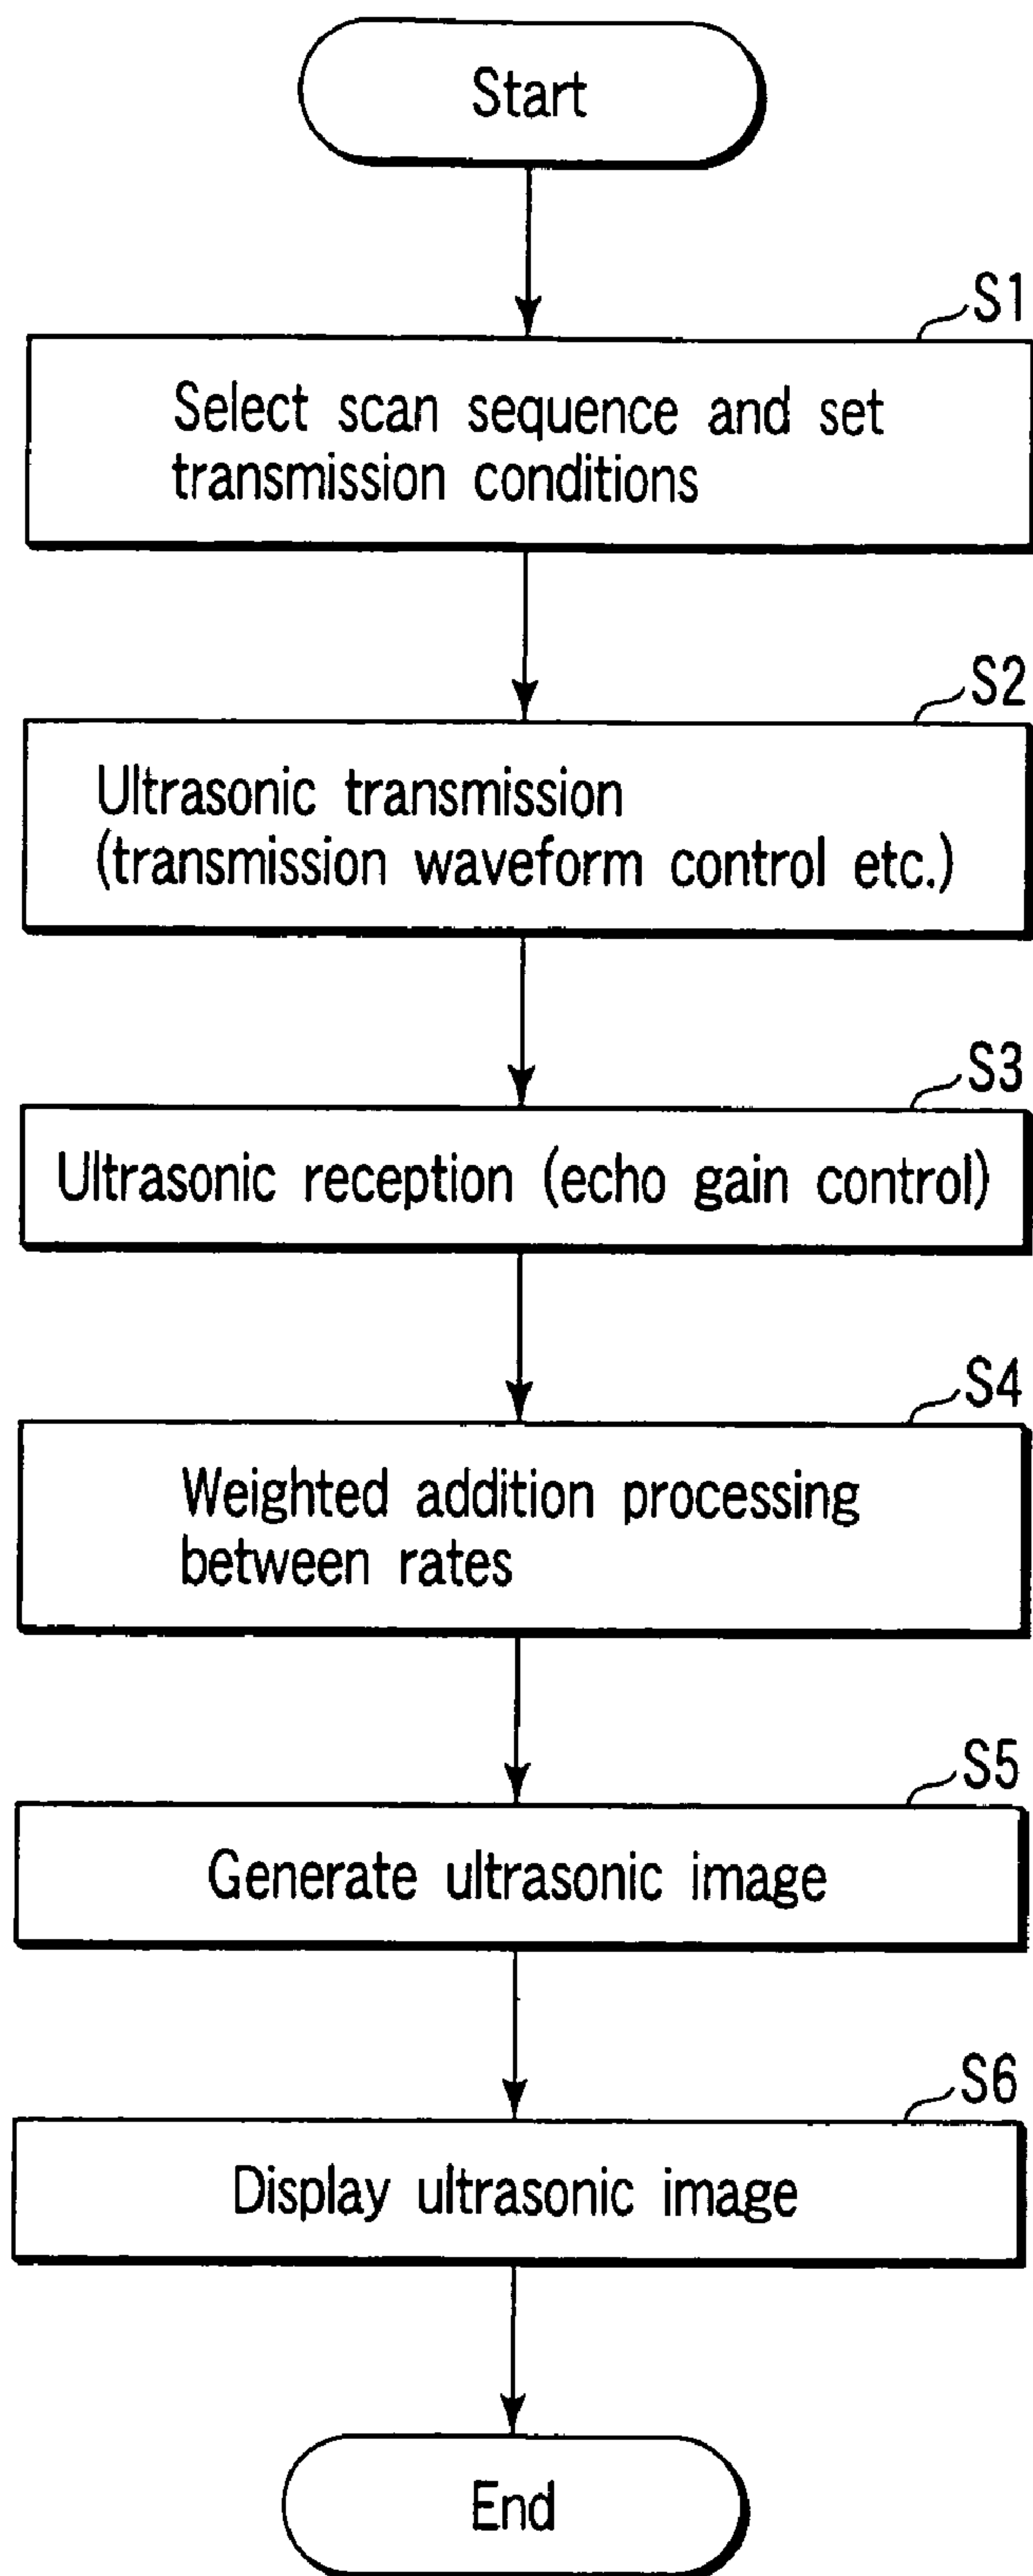 Start
S1
Select scan sequence and set
transmission conditions
S2
Ultrasonic transmission
(transmission waveform control etc.)
S3
Ultrasonic reception (echo gain control)
S4
Weighted addition processing
between rates
S5
Generate ultrasonic image
S6
Display ultrasonic image
End